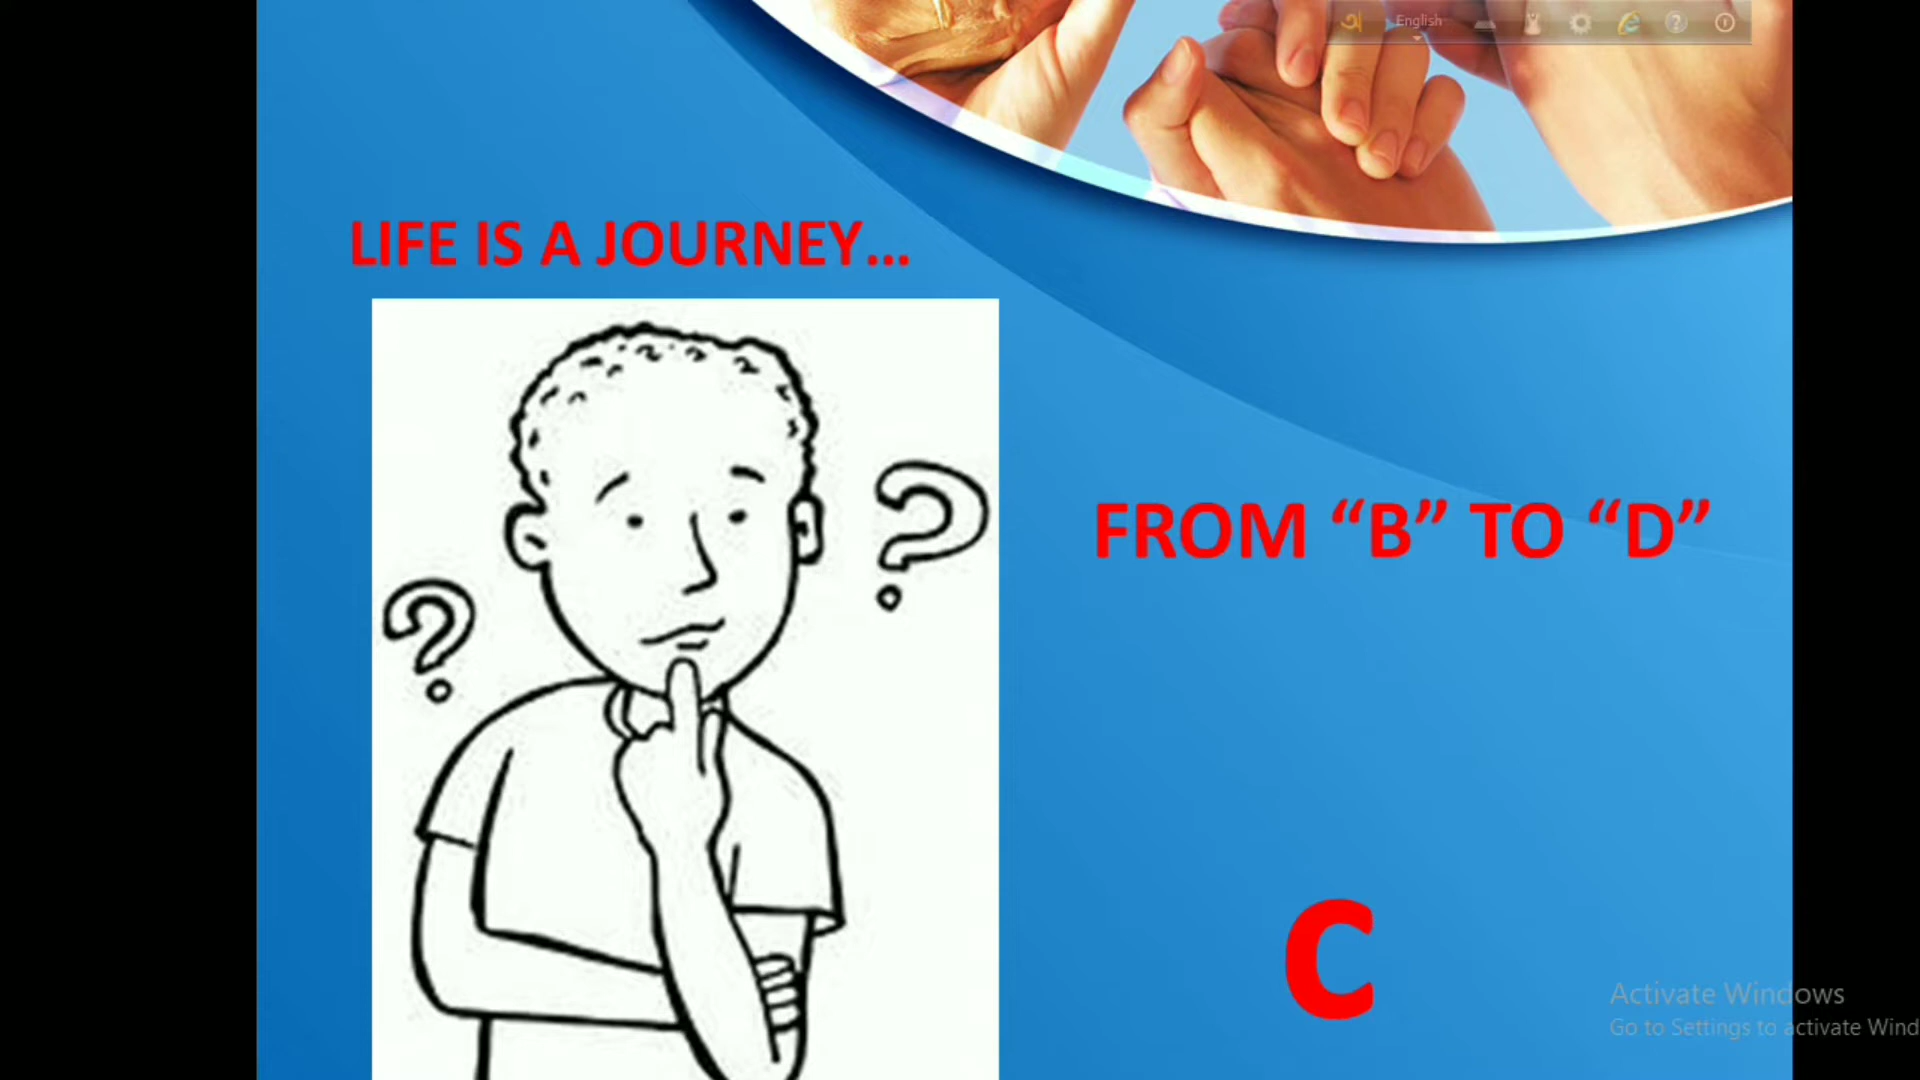 অ English
LIFE IS A JOURNEY...
FROM “B” TO “D”
C
Activate Windows
Go to Settings to activate Wind